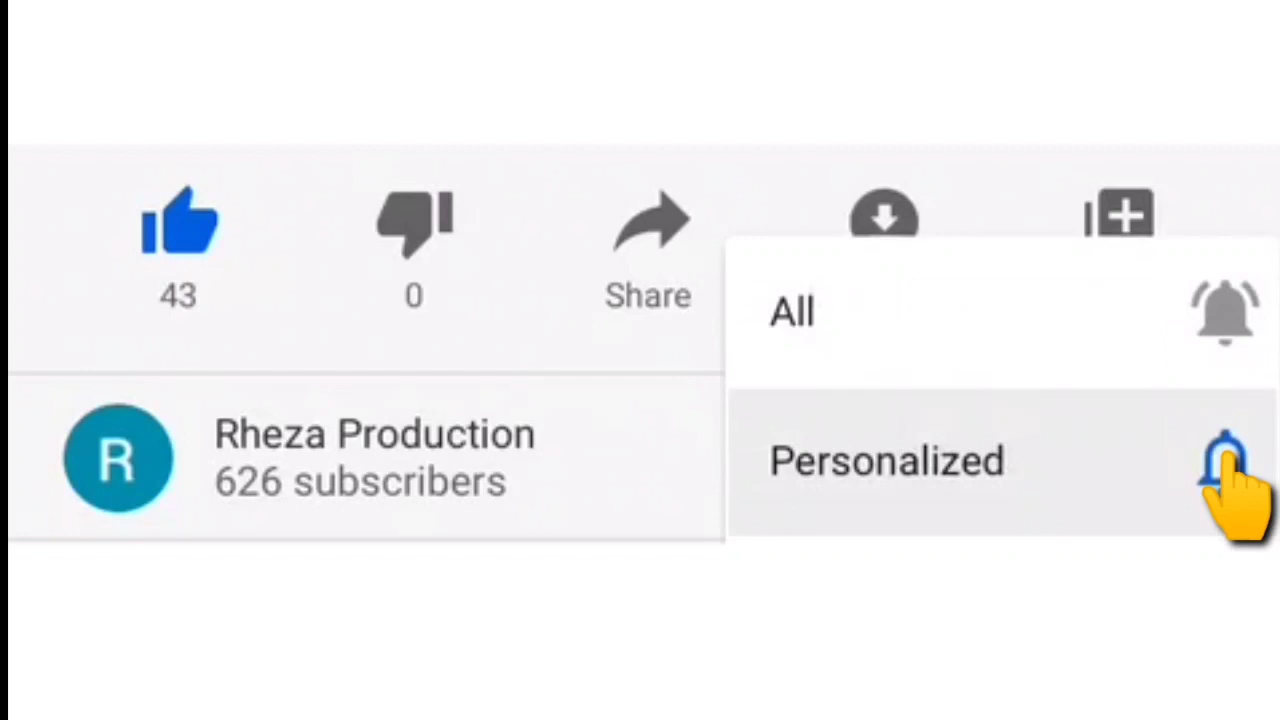 43
0
Share
All
R
Rheza Production
626 subscribers
Personalized